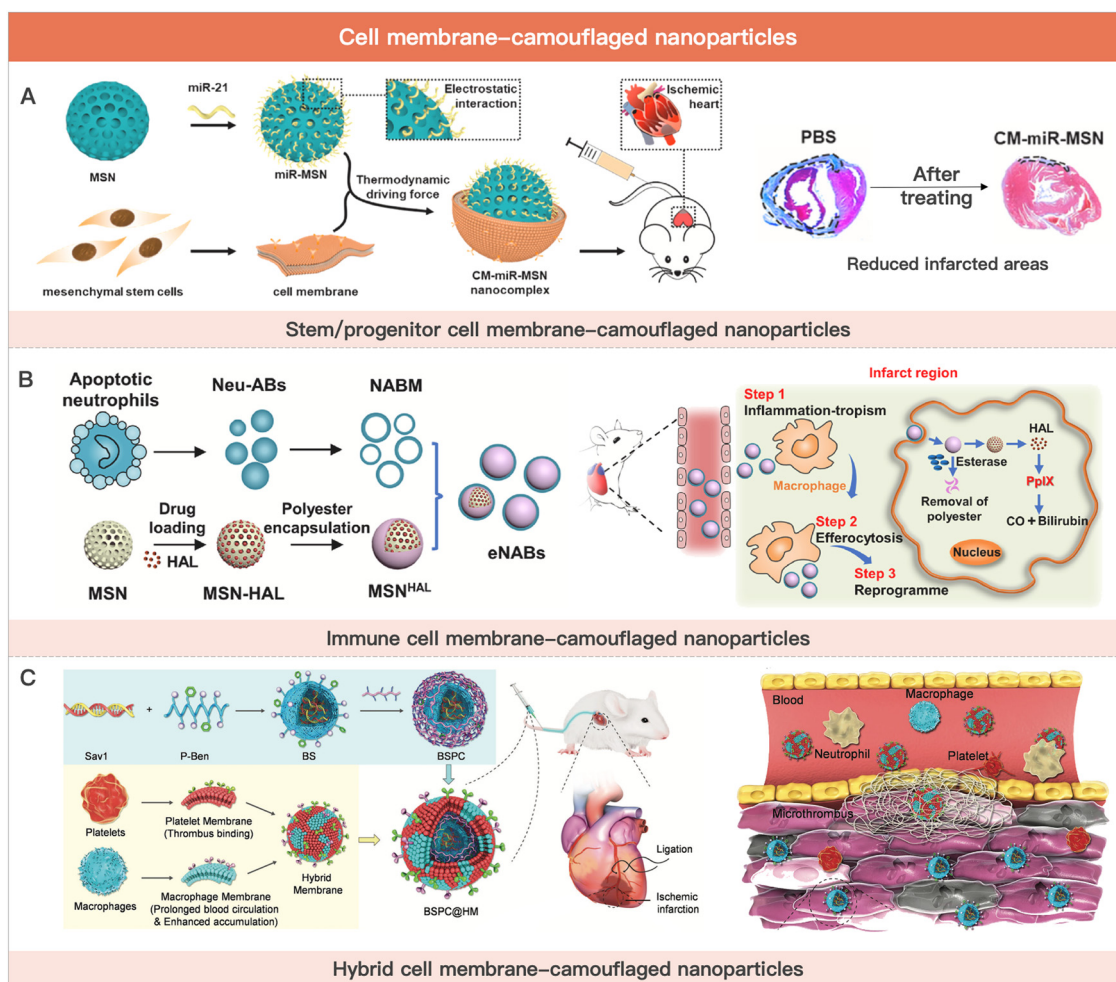 Cell membrane–camouflaged nanoparticles
A
miR-21
MSN
miR-MSN
Electrostatic
interaction
Ischemic
heart
Thermodynamic
driving force
mesenchymal stem cells
cell membrane
CM-miR-MSN
nanocomplex
PBS
CM-miR-MSN
After
treating
Reduced infarcted areas
Stem/progenitor cell membrane–camouflaged nanoparticles
B
Apoptotic
neutrophils
Neu-ABs
NABM
Drug
loading
HAL
Polyester
encapsulation
MSN
MSN-HAL
MSNᴴᴬᴸ
eNABs
Infarct region
Step 1
Inflammation-tropism
Macrophage
Step 2
Efferocytosis
Step 3
Reprogramme
HAL
Esterase
PpIX
Removal of
polyester
CO + Bilirubin
Nucleus
Immune cell membrane–camouflaged nanoparticles
C
+
Sav1
P-Ben
BS
BSPC
Platelets
Platelet Membrane
(Thrombus binding)
Macrophages
Macrophage Membrane
(Prolonged blood circulation
& Enhanced accumulation)
Hybrid
Membrane
BSPC@HM
Ligation
Ischemic
infarction
Blood
Macrophage
Neutrophil
Platelet
Microthrombus
Hybrid cell membrane–camouflaged nanoparticles